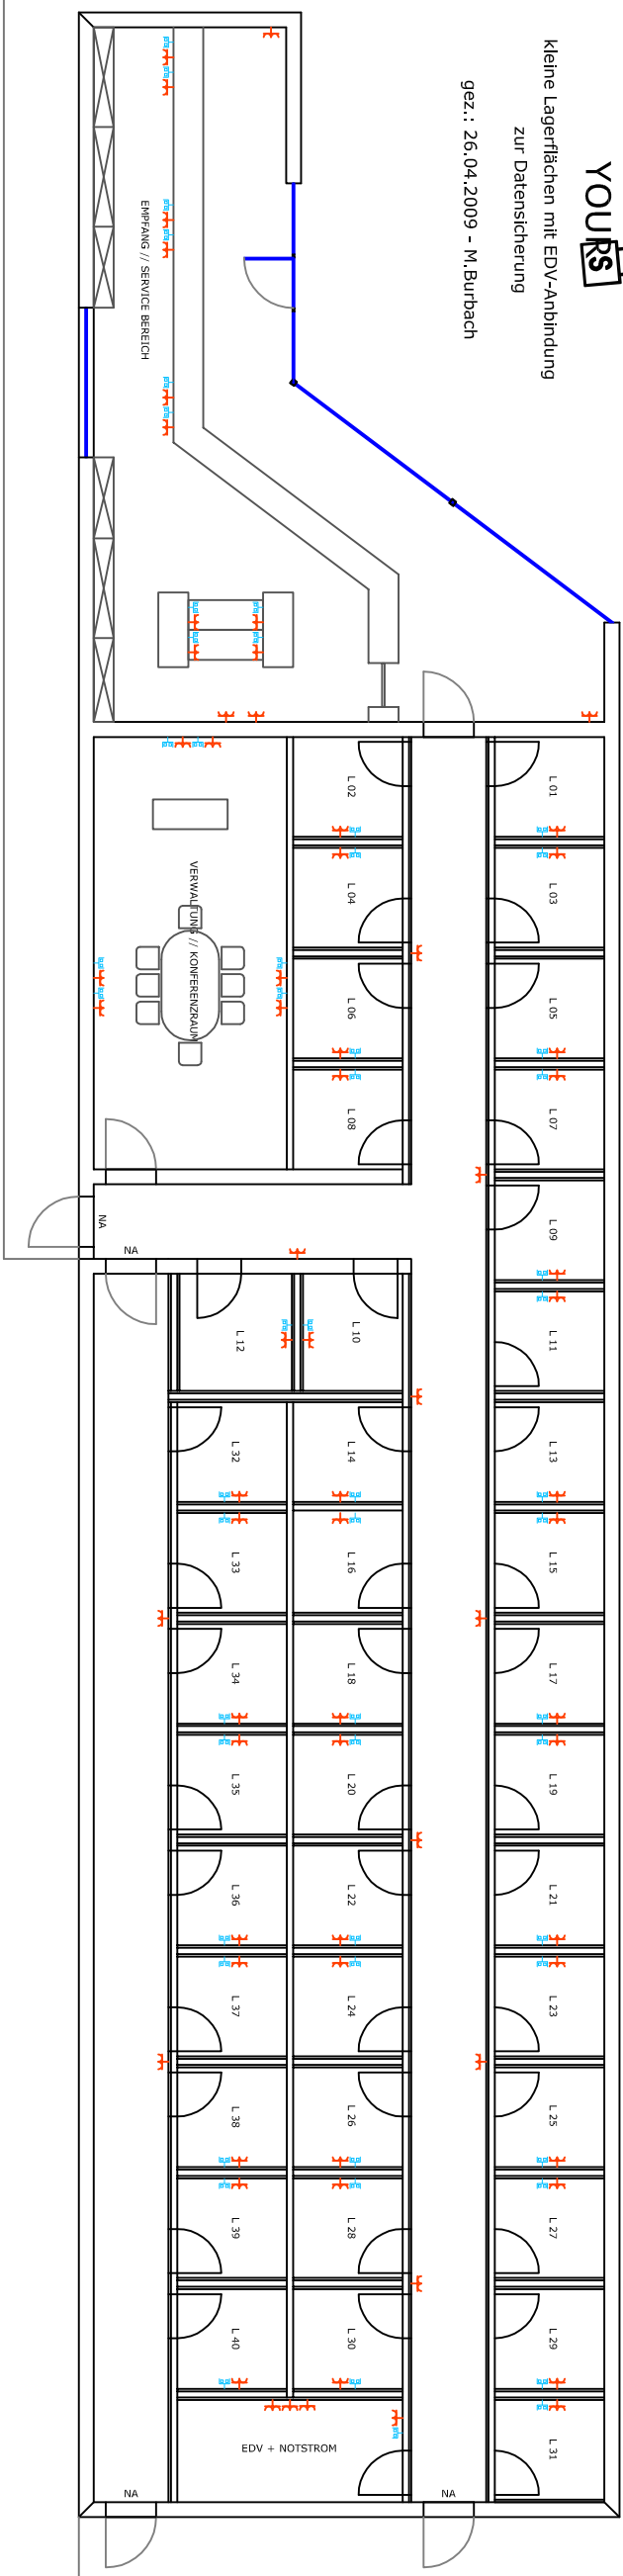 YOURS
kleine Lagerflächen mit EDV-Anbindung
zur Datensicherung
gez.: 26.04.2009 - M.Burbach
EMPFANG // SERVICE BEREICH
L 01
L 02
L 03
L 04
L 05
L 06
L 07
L 08
VERWALTUNG // KONFERENZRAUM
L 09
NA
NA
L 10
L 11
L 12
L 13
L 14
L 32
L 15
L 16
L 33
L 17
L 18
L 34
L 19
L 20
L 35
L 21
L 22
L 36
L 23
L 24
L 37
L 25
L 26
L 38
L 27
L 28
L 39
L 29
L 30
L 40
L 31
EDV + NOTSTROM
NA
NA